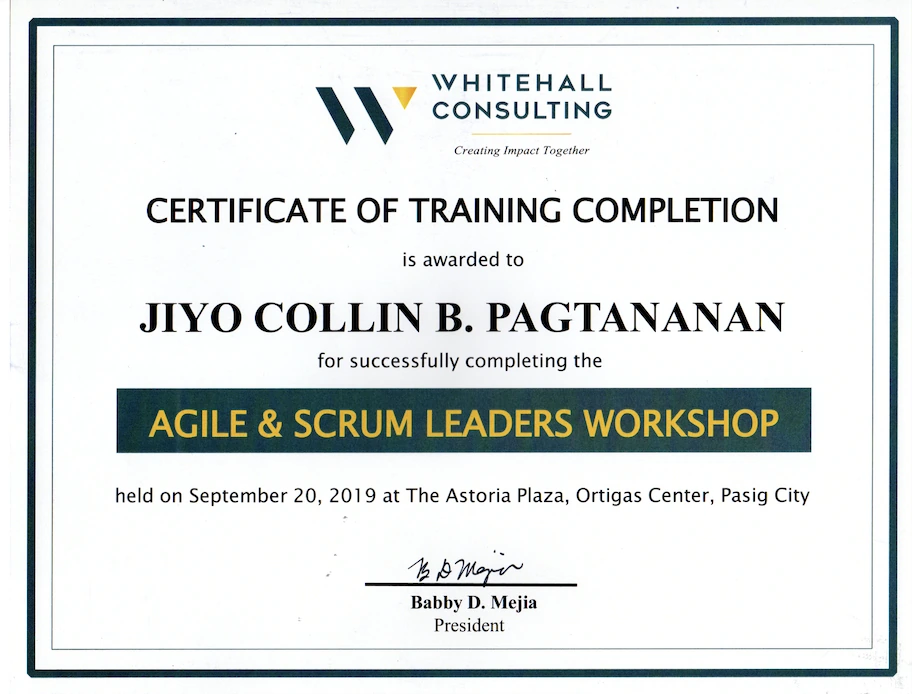 WHITEHALL
CONSULTING
Creating Impact Together
CERTIFICATE OF TRAINING COMPLETION
is awarded to
JIYO COLLIN B. PAGTANANAN
for successfully completing the
AGILE & SCRUM LEADERS WORKSHOP
held on September 20, 2019 at The Astoria Plaza, Ortigas Center, Pasig City
B D Mejia
Babby D. Mejia
President